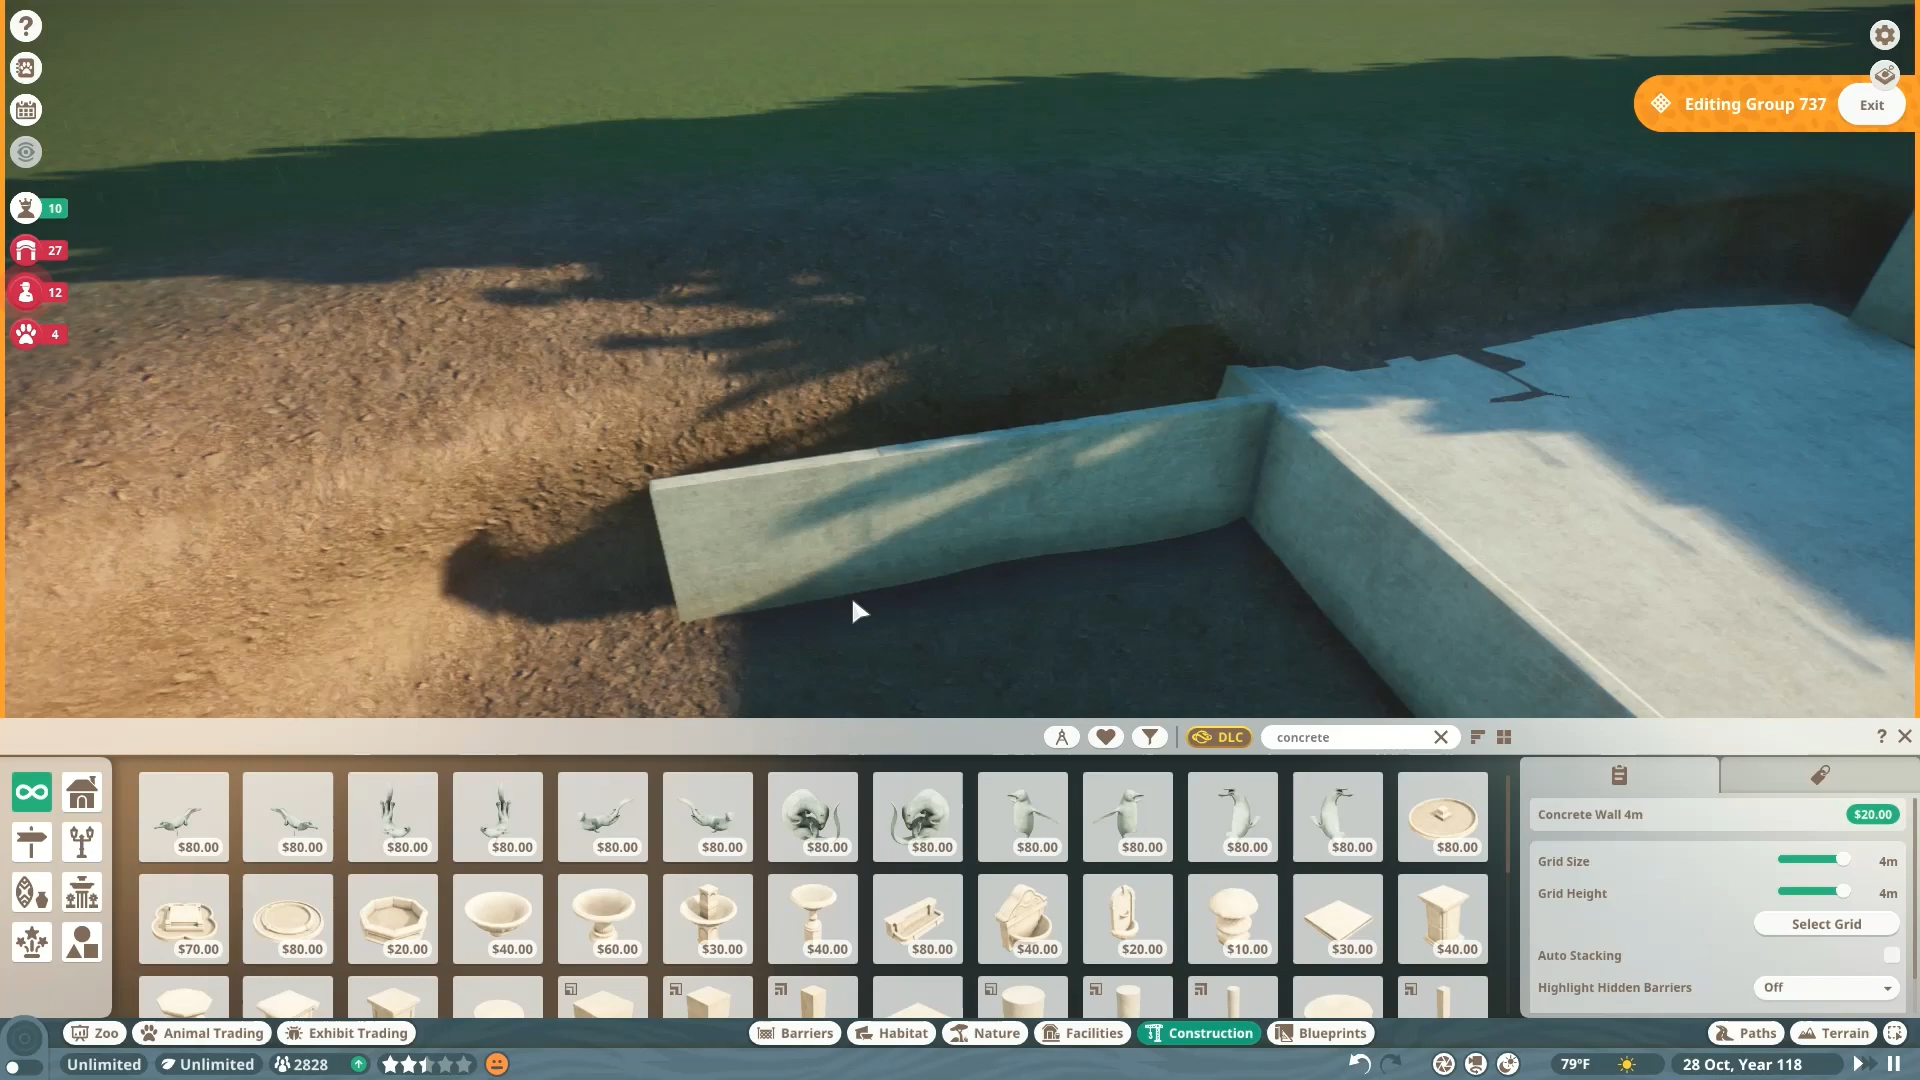 ?
Editing Group 737
Exit
10
27
12
4
DLC
concrete
?
$80.00 $80.00 $80.00 $80.00 $80.00 $80.00 $80.00 $80.00 $80.00 $80.00 $80.00 $80.00 $80.00
$70.00 $80.00 $20.00 $40.00 $60.00 $30.00 $40.00 $80.00 $40.00 $20.00 $10.00 $30.00 $40.00
Concrete Wall 4m $20.00
Grid Size 4m
Grid Height 4m
Select Grid
Auto Stacking
Highlight Hidden Barriers Off
Zoo Animal Trading Exhibit Trading Barriers Habitat Nature Facilities Construction Blueprints Paths Terrain
Unlimited Unlimited 2828 79°F 28 Oct, Year 118